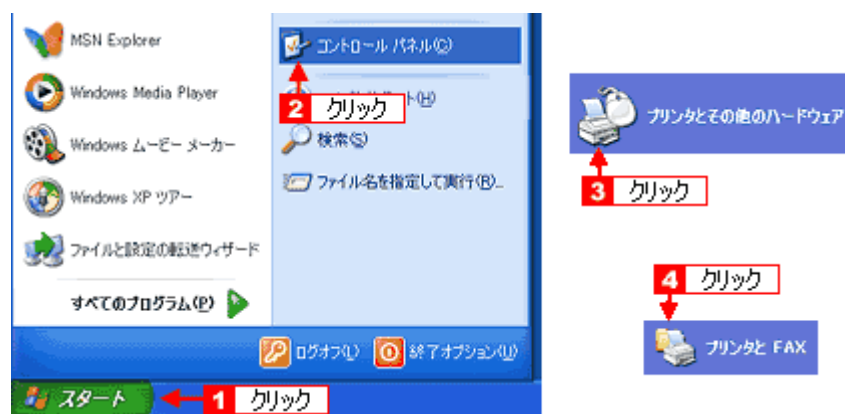 MSN Explorer
Windows Media Player
Windows ムービー メーカー
Windows XP ツアー
ファイルと設定の転送ウィザード
すべてのプログラム(P)
コントロール パネル(C)
2 クリック
ト(H)
検索(S)
ファイル名を指定して実行(R)...
ログオフ(L)
終了オプション(U)
スタート
1 クリック
プリンタとその他のハードウェア
3 クリック
4 クリック
プリンタと FAX